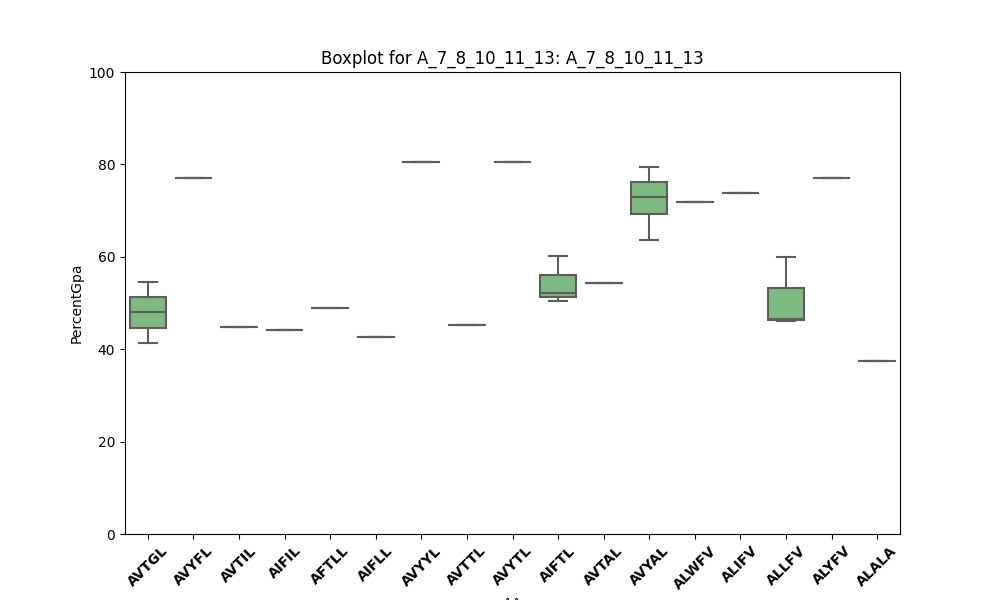 Boxplot for A_7_8_10_11_13: A_7_8_10_11_13
PercentGpa
100
80
60
40
20
0
AVTGL
AVYFL
AVTIL
AIFIL
AFTLL
AIFLL
AVYYL
AVTTL
AVYTL
AIFTL
AVTAL
AVYAL
ALWFV
ALIFV
ALLFV
ALYFV
ALALA